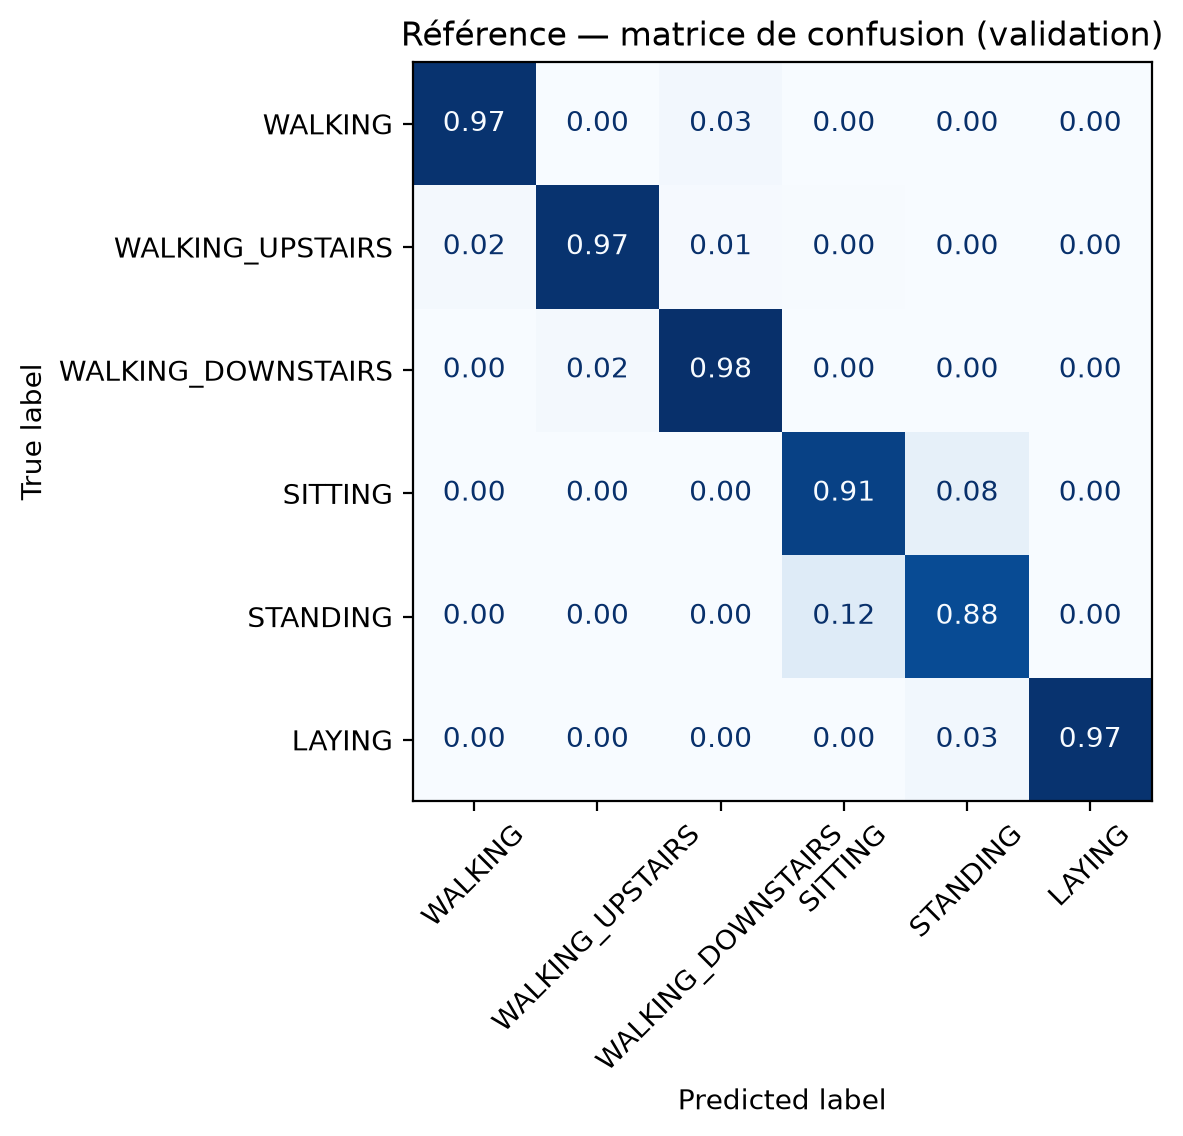 Référence — matrice de confusion (validation)
True label
WALKING 0.97 0.00 0.03 0.00 0.00 0.00
WALKING_UPSTAIRS 0.02 0.97 0.01 0.00 0.00 0.00
WALKING_DOWNSTAIRS 0.00 0.02 0.98 0.00 0.00 0.00
SITTING 0.00 0.00 0.00 0.91 0.08 0.00
STANDING 0.00 0.00 0.00 0.12 0.88 0.00
LAYING 0.00 0.00 0.00 0.00 0.03 0.97
WALKING
WALKING_UPSTAIRS
WALKING_DOWNSTAIRS
SITTING
STANDING
LAYING
Predicted label